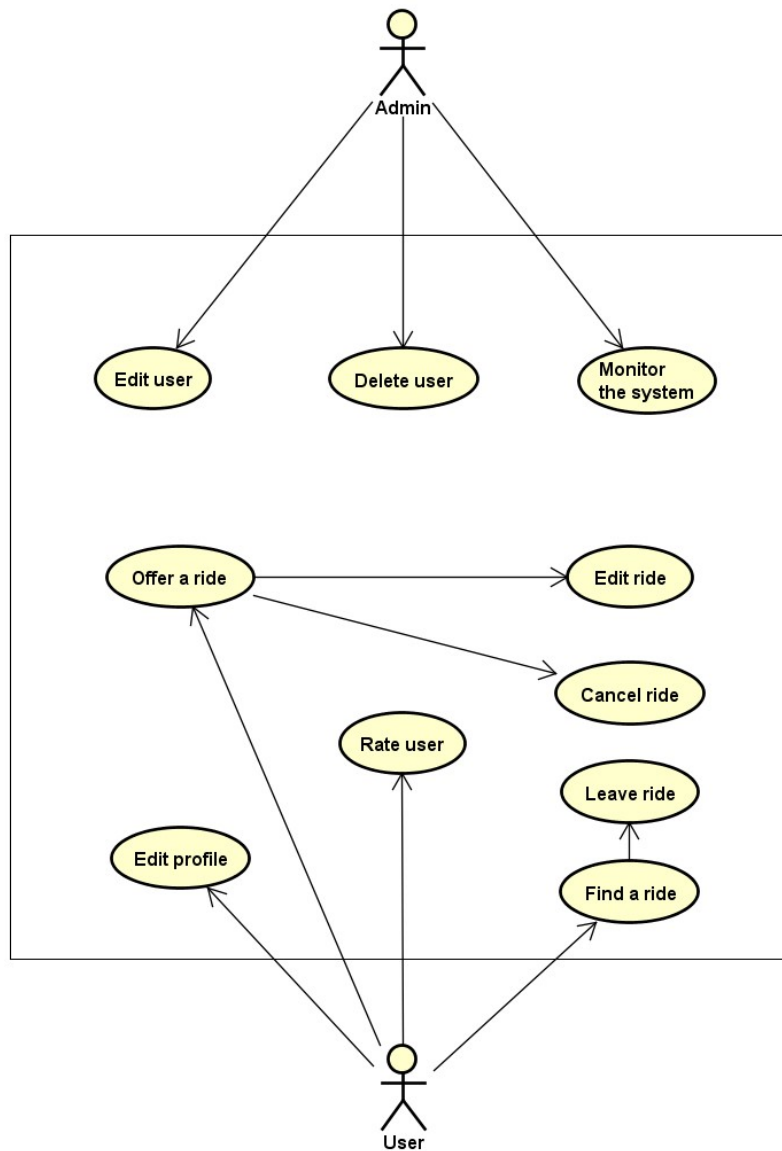 Admin
Edit user
Delete user
Monitor
the system
Offer a ride
Edit ride
Cancel ride
Rate user
Leave ride
Edit profile
Find a ride
User